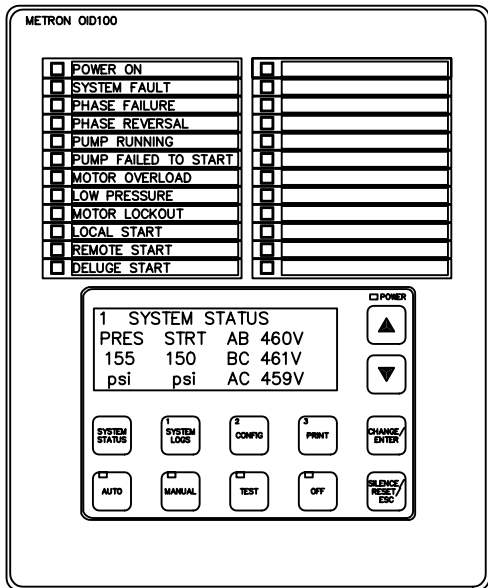 METRON OID100
POWER ON
SYSTEM FAULT
PHASE FAILURE
PHASE REVERSAL
PUMP RUNNING
PUMP FAILED TO START
MOTOR OVERLOAD
LOW PRESSURE
MOTOR LOCKOUT
LOCAL START
REMOTE START
DELUGE START
POWER
1 SYSTEM STATUS
PRES STRT AB 460V
155 150 BC 461V
psi psi AC 459V
SYSTEM
STATUS
1
SYSTEM
LOGS
2
CONFIG
3
PRINT
CHANGE/
ENTER
AUTO
MANUAL
TEST
OFF
SILENCE/
RESET/
ESC